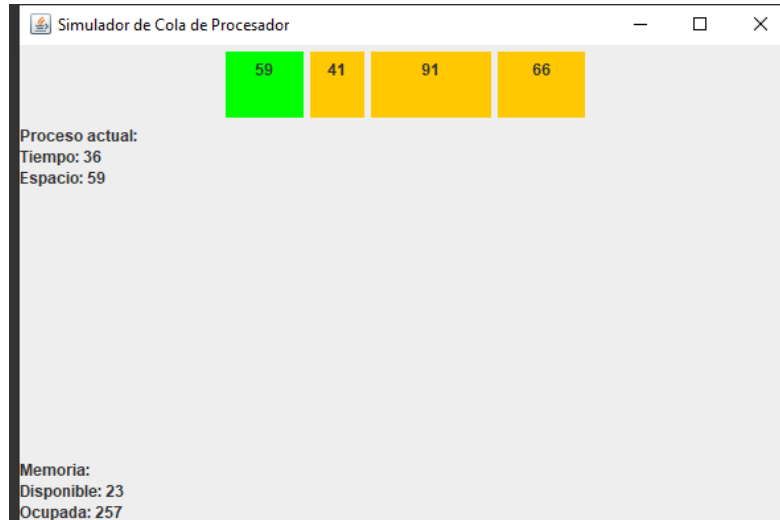 Simulador de Cola de Procesador
59 41 91 66
Proceso actual:
Tiempo: 36
Espacio: 59
Memoria:
Disponible: 23
Ocupada: 257